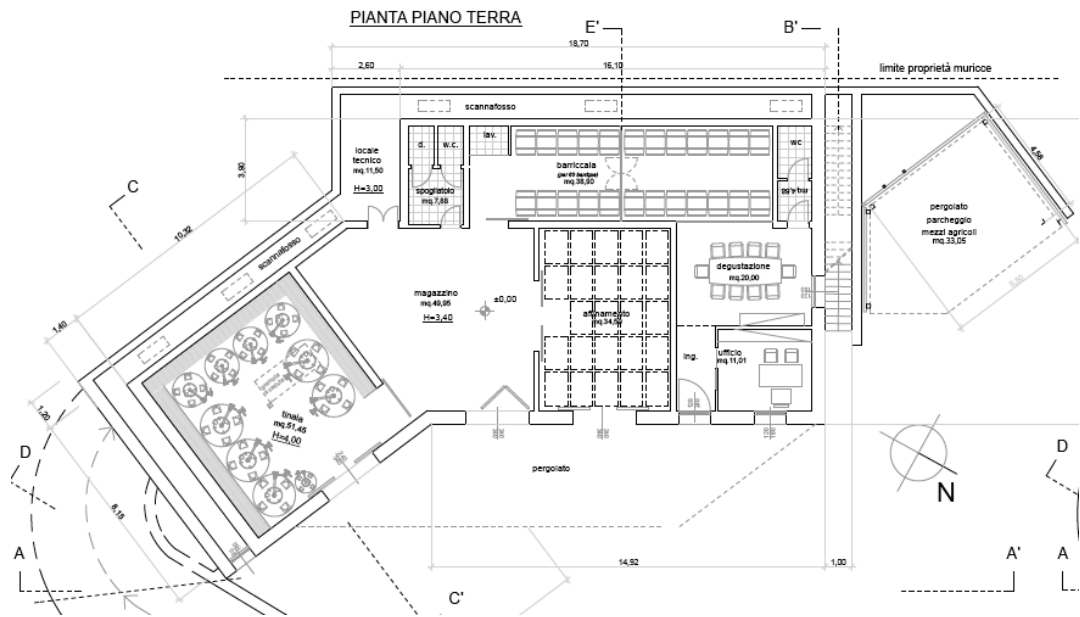 PIANTA PIANO TERRA
E'
B'
18,70
2,60
16,10
limite proprietà muricce
scannafosso
d.
w.c.
lav.
wc
locale
tecnico
mq.11,50
H=3,00
3,90
spogliatoio
mq.7,88
barriccaia
mq.38,90
4,56
pergolato
parcheggio
mezzi agricoli
mq.33,05
C
10,32
scannafosso
degustazione
mq.20,00
magazzino
mq.49,95
H=3,40
±0,00
affinamento
1,40
ing.
ufficio
mq.11,01
1,20
tinaia
mq.51,45
H=4,00
D
pergolato
N
D
8,15
A
14,92
1,00
A'
A
C'